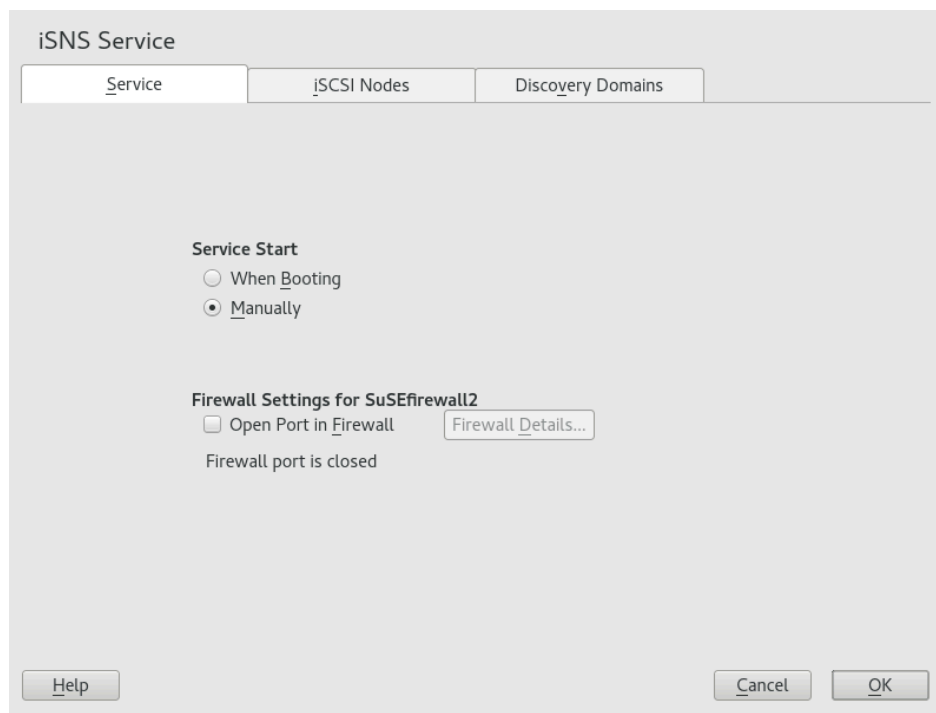 iSNS Service
Service
iSCSI Nodes
Discovery Domains
Service Start
When Booting
Manually
Firewall Settings for SuSEfirewall2
Open Port in Firewall
Firewall Details...
Firewall port is closed
Help
Cancel
OK